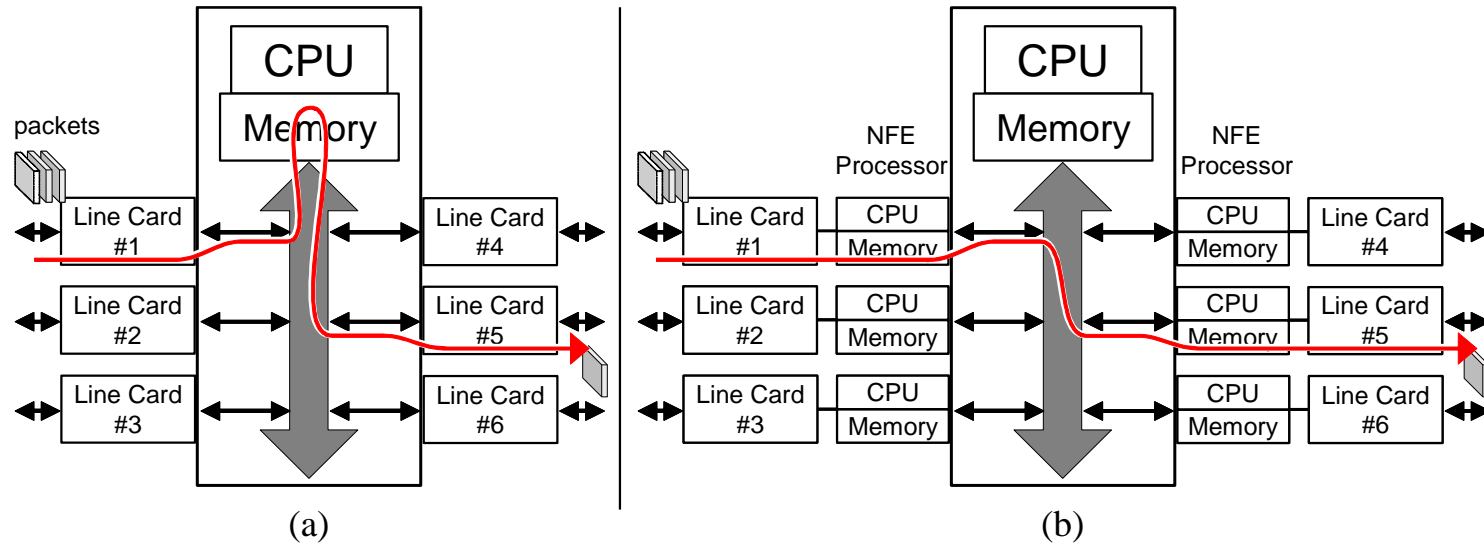 CPU
Memory
packets
Line Card
#1
Line Card
#2
Line Card
#3
Line Card
#4
Line Card
#5
Line Card
#6
(a)
CPU
Memory
NFE
Processor
NFE
Processor
Line Card
#1
CPU
Memory
Line Card
#2
CPU
Memory
Line Card
#3
CPU
Memory
CPU
Memory
Line Card
#4
CPU
Memory
Line Card
#5
CPU
Memory
Line Card
#6
(b)